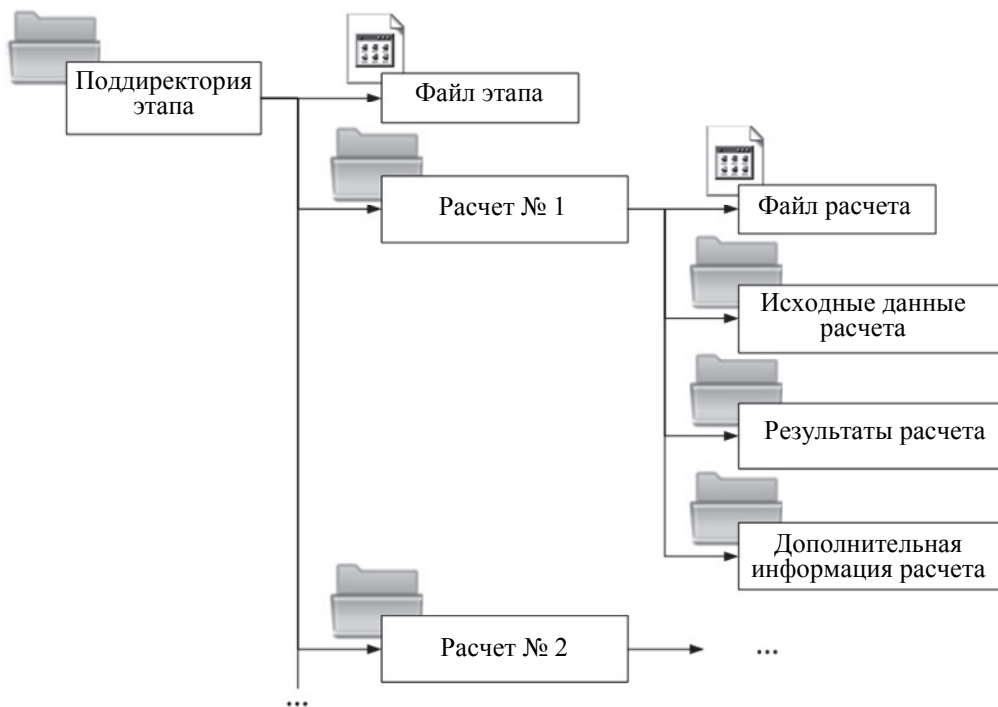 Поддиректория
этапа
Файл этапа
Расчет № 1
Файл расчета
Исходные данные
расчета
Результаты расчета
Дополнительная
информация расчета
Расчет № 2
...
...